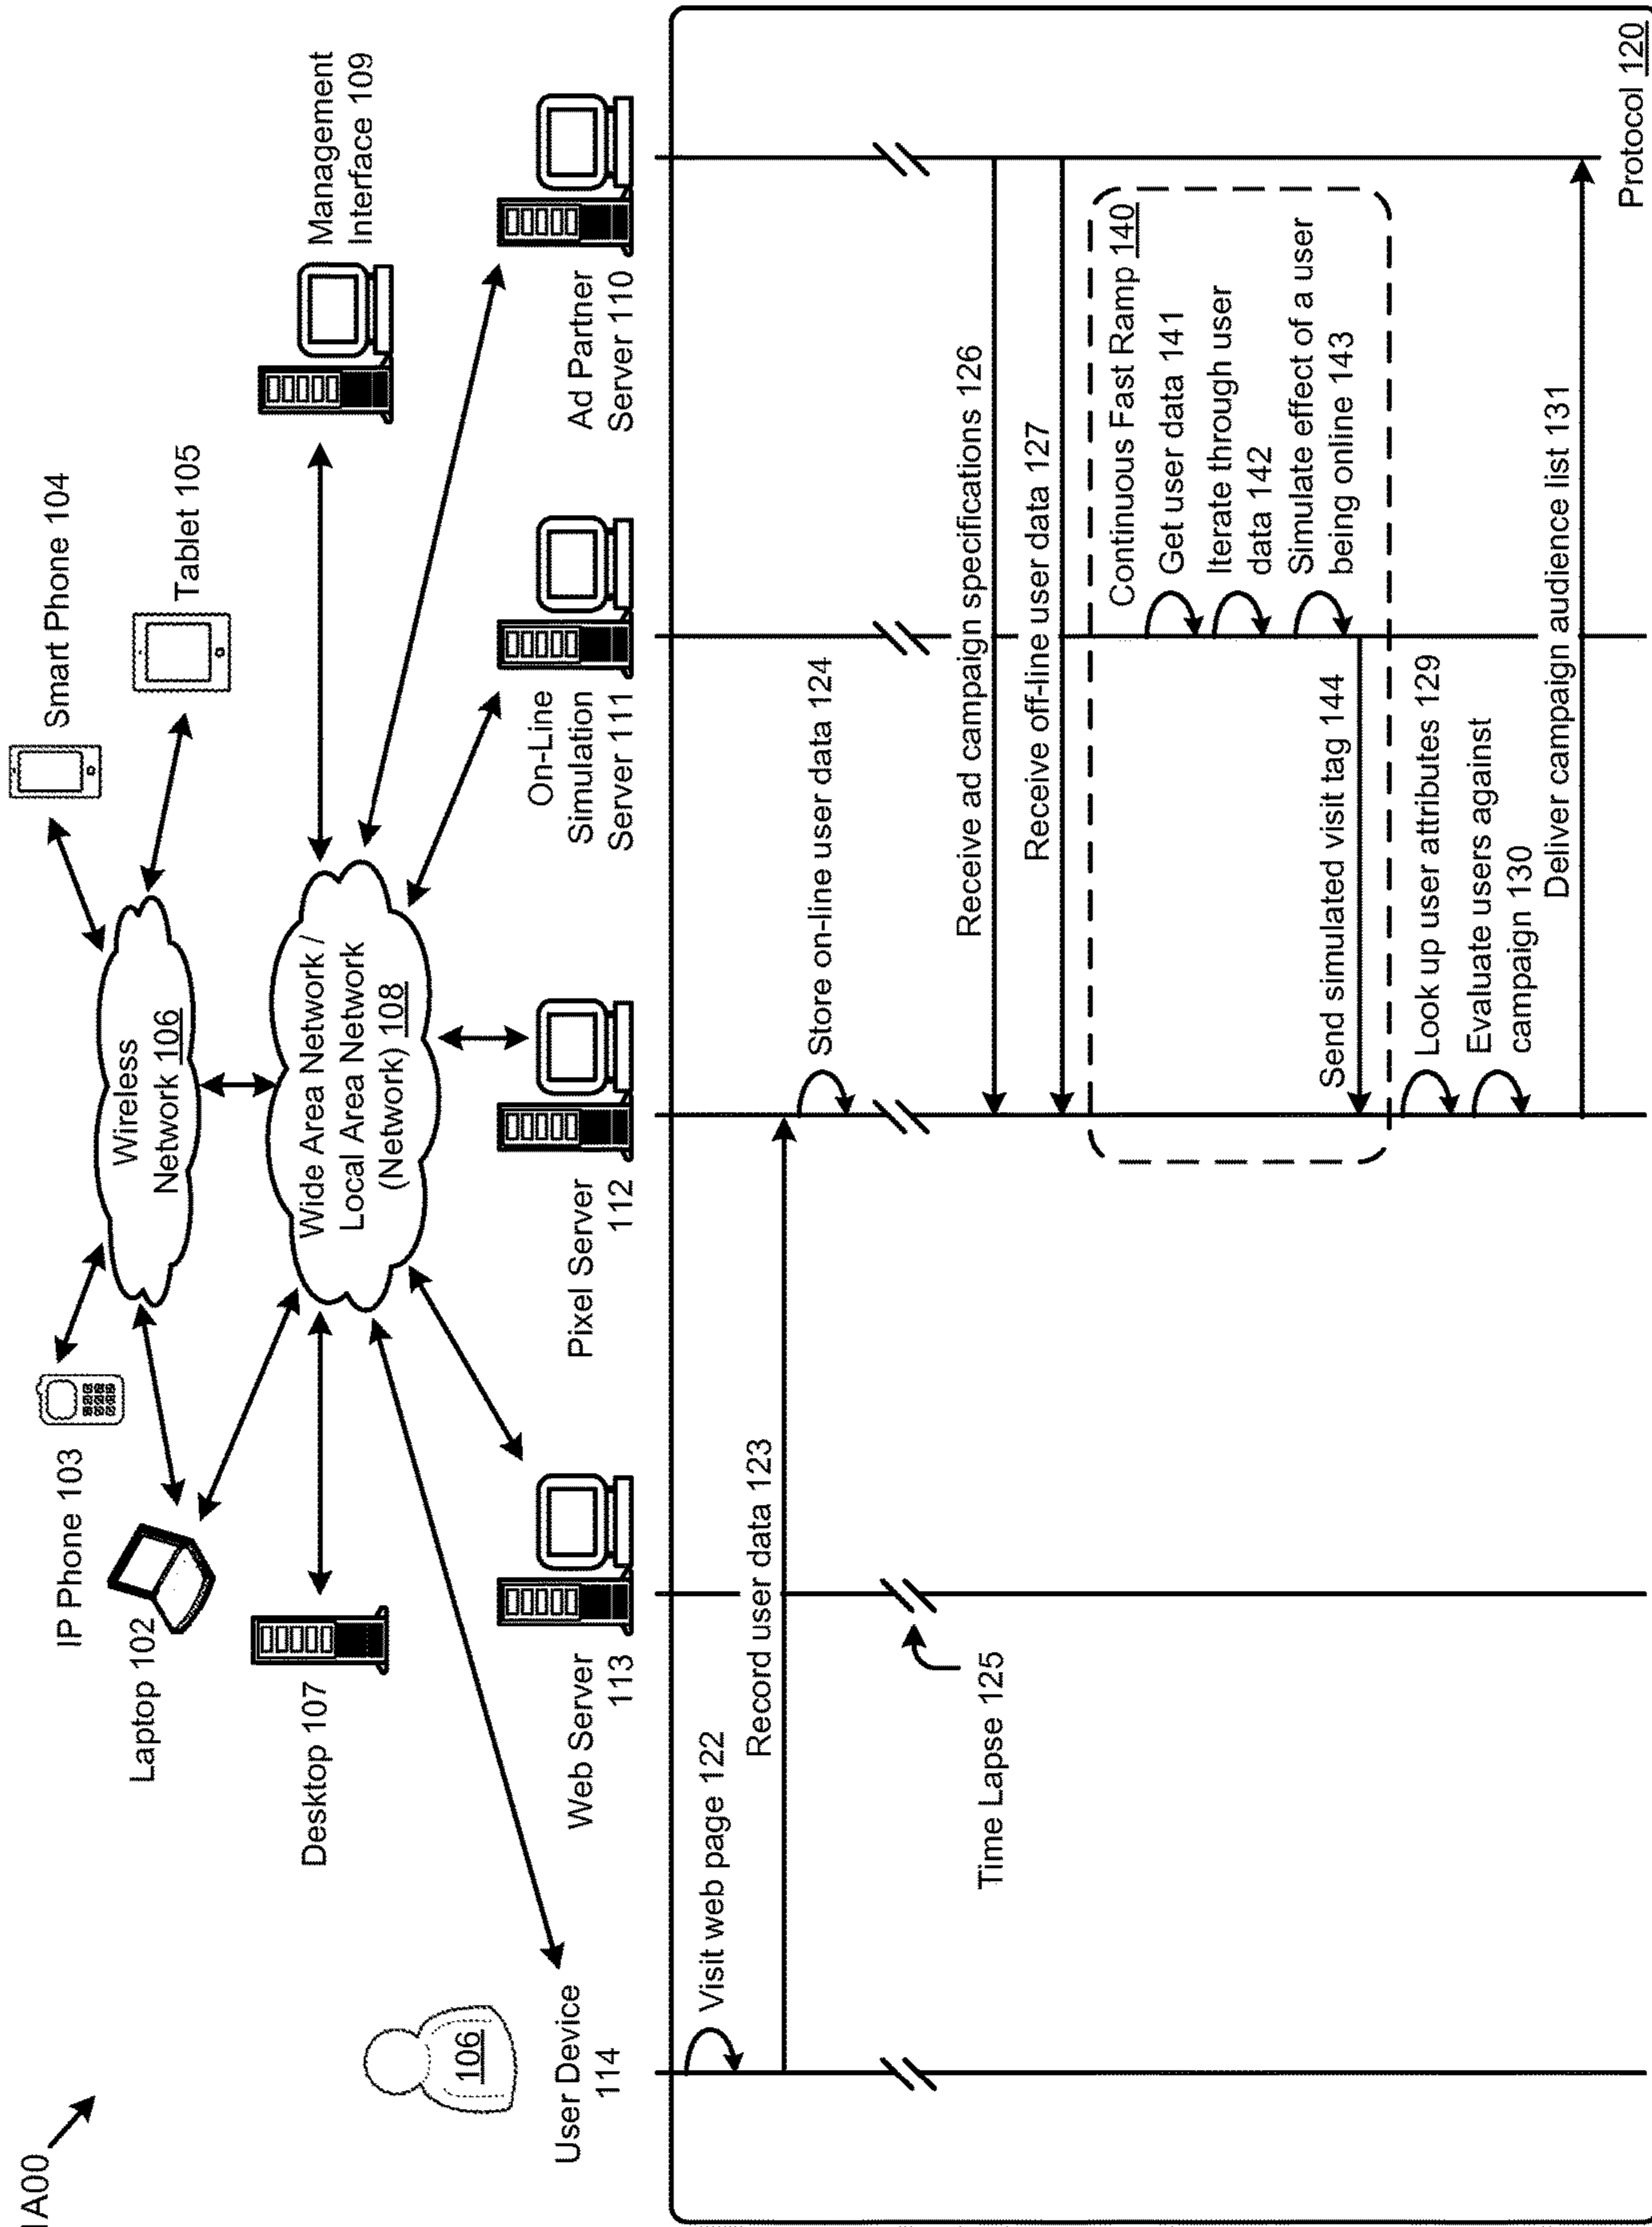 1A00
Smart Phone 104
IP Phone 103
Laptop 102
Tablet 105
Wireless
Network 106
Management
Interface 109
Desktop 107
Wide Area Network /
Local Area Network
(Network) 108
106
User Device
114
Web Server
113
Pixel Server
112
On-Line
Simulation
Server 111
Ad Partner
Server 110
Visit web page 122
Record user data 123
Store on-line user data 124
Time Lapse 125
Receive ad campaign specifications 126
Receive off-line user data 127
Continuous Fast Ramp 140
Get user data 141
Iterate through user
data 142
Simulate effect of a user
being online 143
Send simulated visit tag 144
Look up user attributes 129
Evaluate users against
campaign 130
Deliver campaign audience list 131
Protocol 120